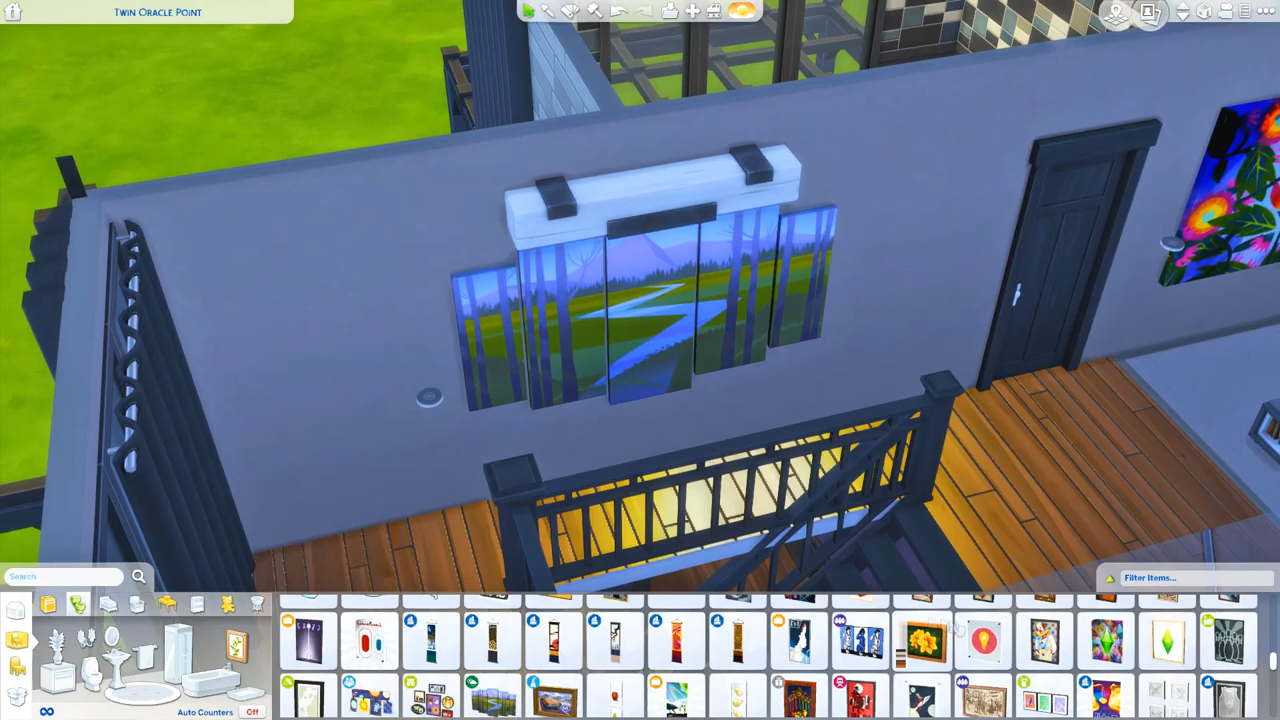 Twin Oracle Point
Search
Filter Items...
Auto Counters Off